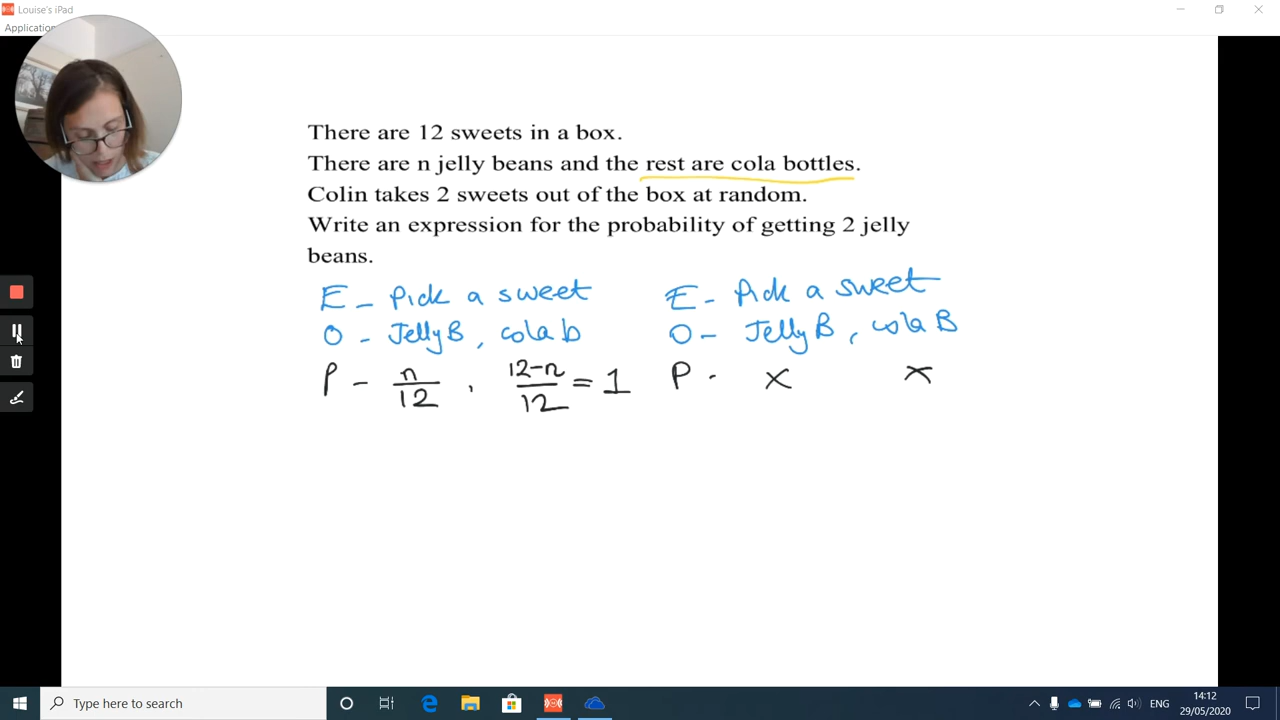 Louise's iPad
Application
There are 12 sweets in a box.
There are n jelly beans and the rest are cola bottles.
Colin takes 2 sweets out of the box at random.
Write an expression for the probability of getting 2 jelly
beans.
E - Pick a sweet
O - Jelly B, cola b
P - n/12 , 12-n/12 = 1
E - Pick a sweet
O - Jelly B, cola B
P - x x
Type here to search
ENG
14:12
29/05/2020